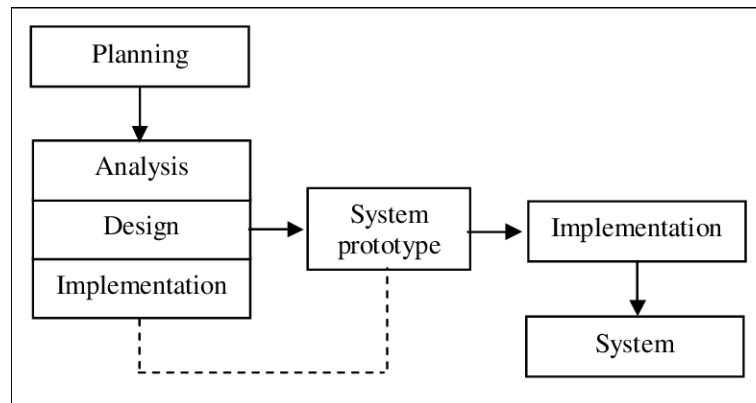 Planning
Analysis
Design
Implementation
System
prototype
Implementation
System